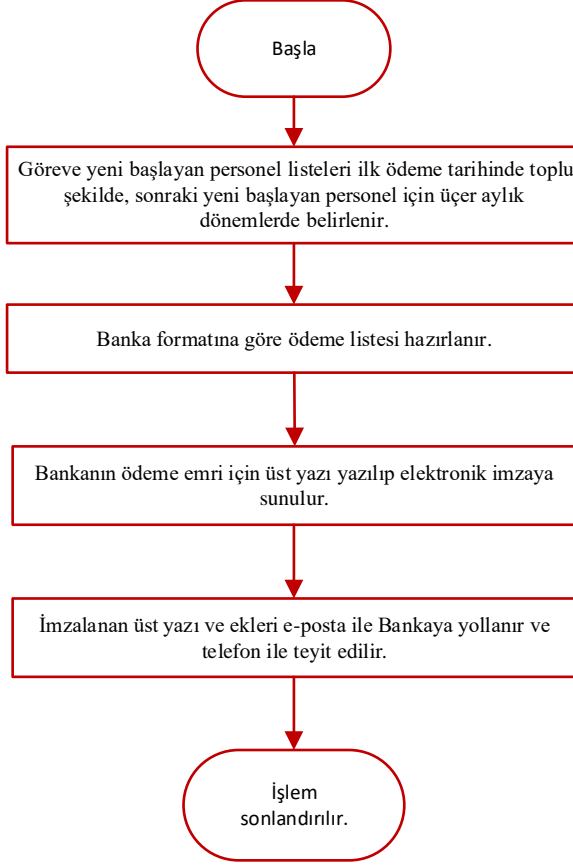 Başla
Göreve yeni başlayan personel listeleri ilk ödeme tarihinde toplu
şekilde, sonraki yeni başlayan personel için üçer aylık
dönemlerde belirlenir.
Banka formatına göre ödeme listesi hazırlanır.
Bankanın ödeme emri için üst yazı yazılıp elektronik imzaya
sunulur.
İmzalanan üst yazı ve ekleri e-posta ile Bankaya yollanır ve
telefon ile teyit edilir.
İşlem
sonlandırılır.